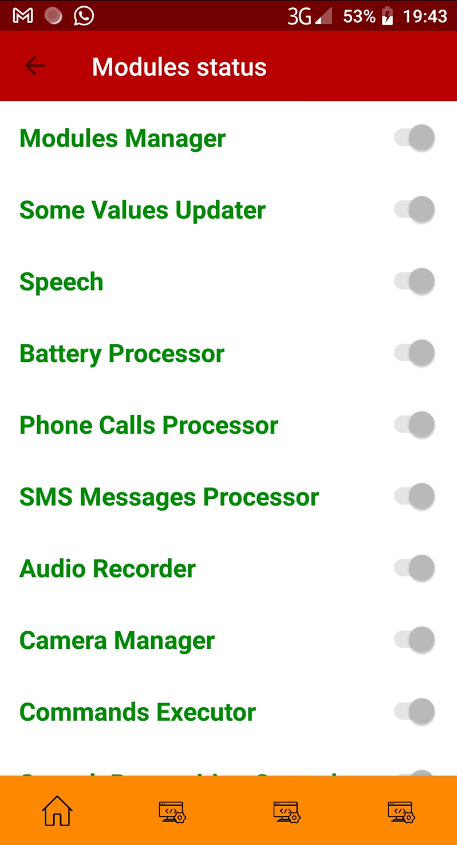 3G 53% 19:43
Modules status
Modules Manager
Some Values Updater
Speech
Battery Processor
Phone Calls Processor
SMS Messages Processor
Audio Recorder
Camera Manager
Commands Executor